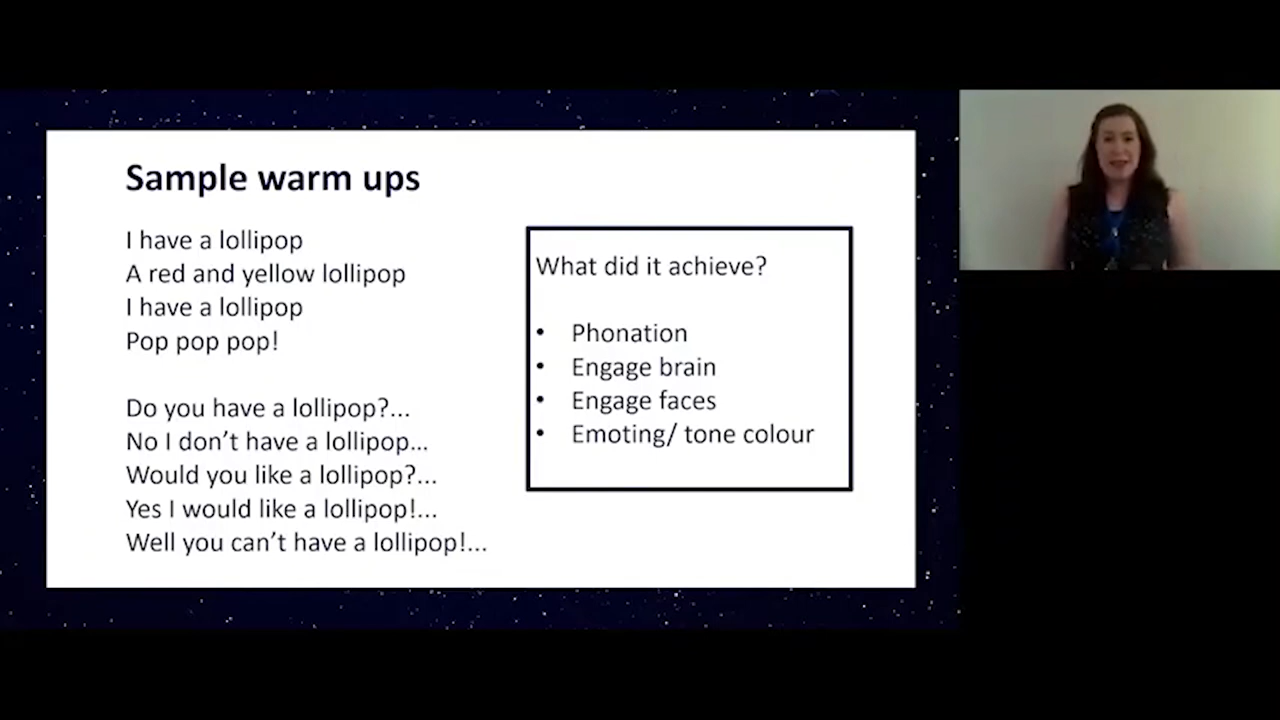 Sample warm ups
I have a lollipop
A red and yellow lollipop
I have a lollipop
Pop pop pop!
Do you have a lollipop?...
No I don't have a lollipop...
Would you like a lollipop?...
Yes I would like a lollipop!...
Well you can't have a lollipop!...
What did it achieve?
• Phonation
• Engage brain
• Engage faces
• Emoting/ tone colour